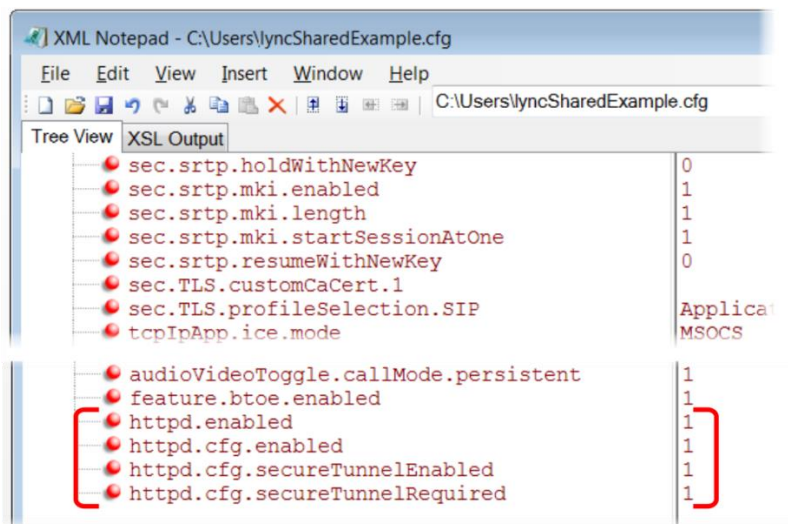 XML Notepad - C:\Users\lyncSharedExample.cfg
File Edit View Insert Window Help
C:\Users\lyncSharedExample.cfg
Tree View XSL Output
sec.srtp.holdWithNewKey 0
sec.srtp.mki.enabled 1
sec.srtp.mki.length 1
sec.srtp.mki.startSessionAtOne 1
sec.srtp.resumeWithNewKey 0
sec.TLS.customCaCert.1
sec.TLS.profileSelection.SIP Applicat
tcpIpApp.ice.mode MSOCS
audioVideoToggle.callMode.persistent 1
feature.btoe.enabled 1
httpd.enabled 1
httpd.cfg.enabled 1
httpd.cfg.secureTunnelEnabled 1
httpd.cfg.secureTunnelRequired 1